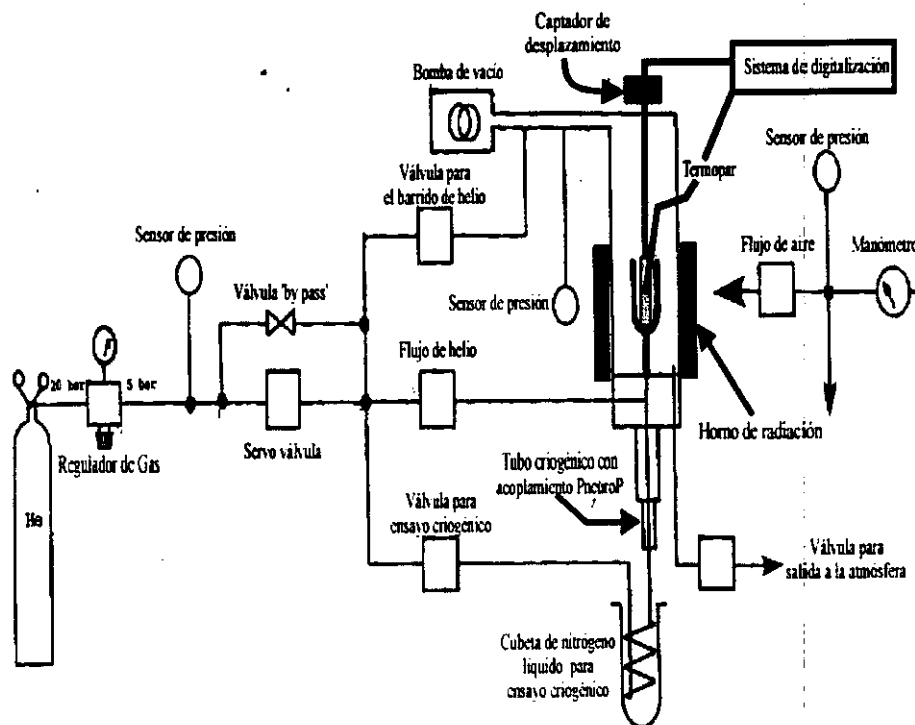 Captador de
desplazamiento
Sistema de digitalización
Bomba de vacío
Sensor de
presión
Termopar
Válvula para
el barrido de helio
Sensor de presión
Flujo de aire
Manómetro
Válvula 'by pass'
Sensor de presión
Flujo de helio
20 bar
5 bar
Horno de radiación
Servo válvula
Regulador de Gas
Tubo criogénico con
acoplamiento PneuroP
He
Válvula para
ensayo criogénico
Válvula para
salida a la atmósfera
Cubeta de nitrógeno
líquido para
ensayo criogénico